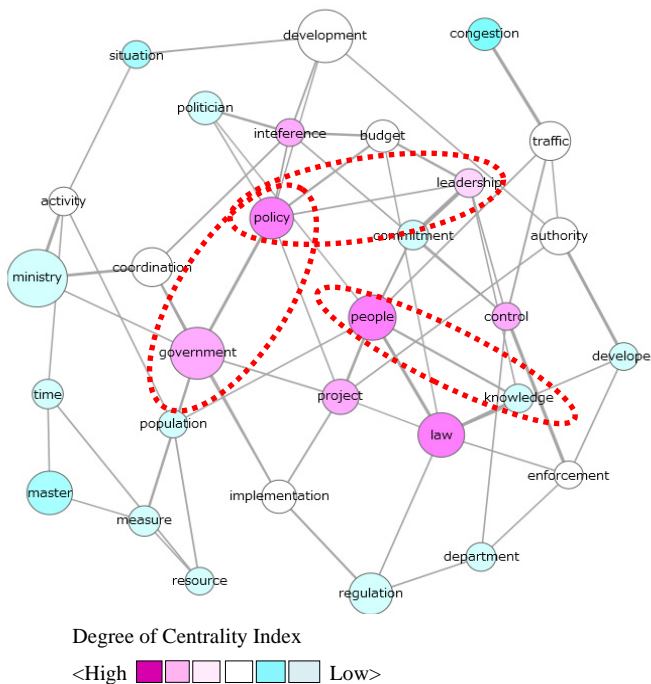 development
congestion
situation
politician
inteference
budget
traffic
leadership
activity
policy
commitment
authority
coordination
ministry
people
control
government
develope
time
project
knowledge
population
law
enforcement
master
implementation
measure
department
resource
regulation
Degree of Centrality Index
<High Low>